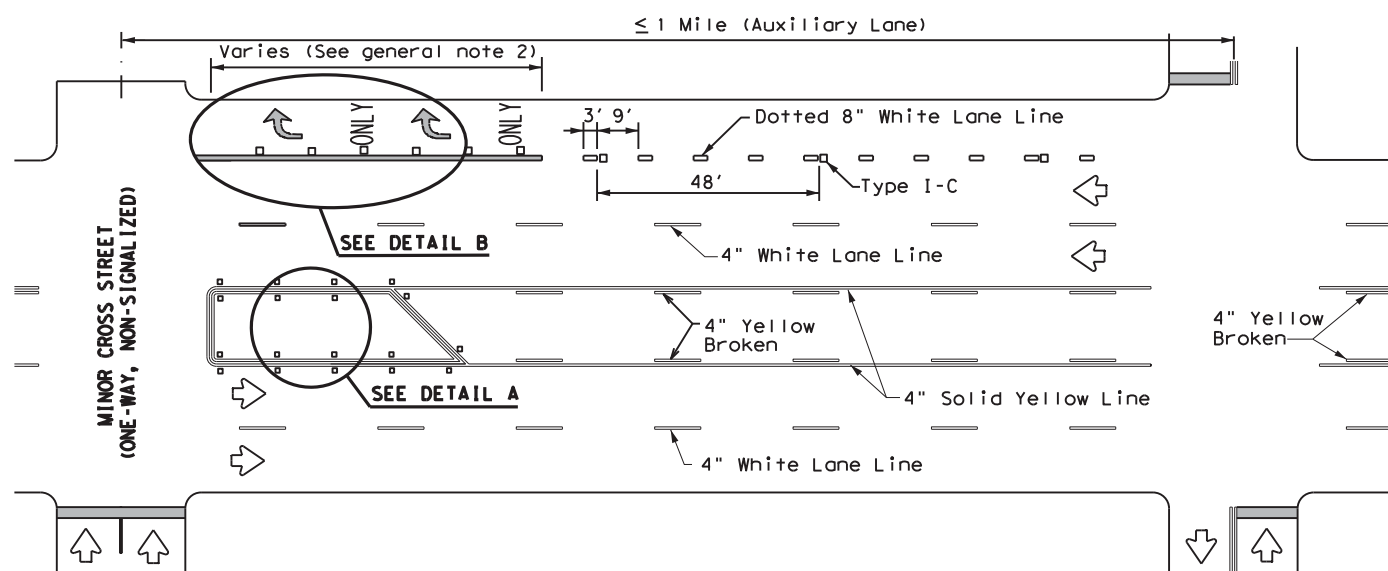 ≤ 1 Mile (Auxiliary Lane)
Varies (See general note 2)
ONLY
ONLY
3' 9'
Dotted 8" White Lane Line
48'
Type I-C
SEE DETAIL B
4" White Lane Line
MINOR CROSS STREET
(ONE-WAY, NON-SIGNALIZED)
4" Yellow
Broken
4" Yellow
Broken
SEE DETAIL A
4" Solid Yellow Line
4" White Lane Line